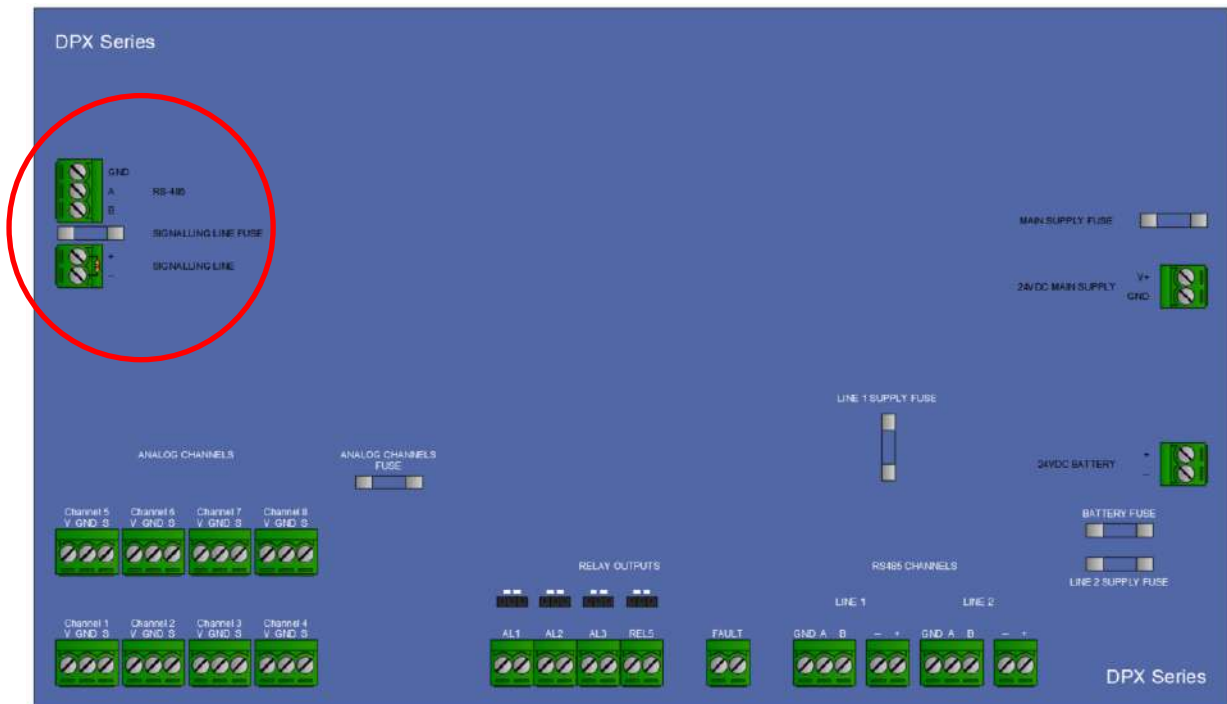 DPX Series
GND
A RS-485
B
SIGNALLING LINE FUSE
+
SIGNALLING LINE
–
MAIN SUPPLY FUSE
V+
24VDC MAIN SUPPLY
GND
LINE 1 SUPPLY FUSE
ANALOG CHANNELS
ANALOG CHANNELS
FUSE
+
24VDC BATTERY
–
Channel 5 Channel 6 Channel 7 Channel 8
V GND S V GND S V GND S V GND S
BATTERY FUSE
LINE 2 SUPPLY FUSE
RELAY OUTPUTS
RS485 CHANNELS
LINE 1 LINE 2
Channel 1 Channel 2 Channel 3 Channel 4
V GND S V GND S V GND S V GND S
AL1 AL2 AL3 REL5 FAULT GND A B – + GND A B – +
DPX Series